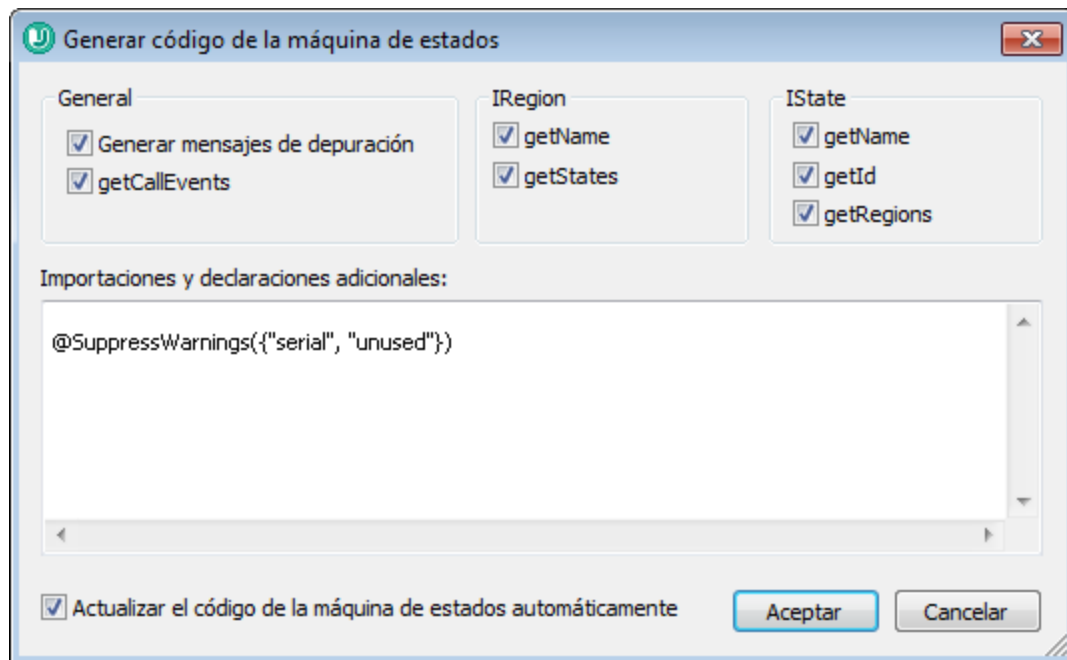 Generar código de la máquina de estados
General
Generar mensajes de depuración
getCallEvents
IRegion
getName
getStates
IState
getName
getId
getRegions
Importaciones y declaraciones adicionales:
@SuppressWarnings({"serial", "unused"})
Actualizar el código de la máquina de estados automáticamente
Aceptar
Cancelar